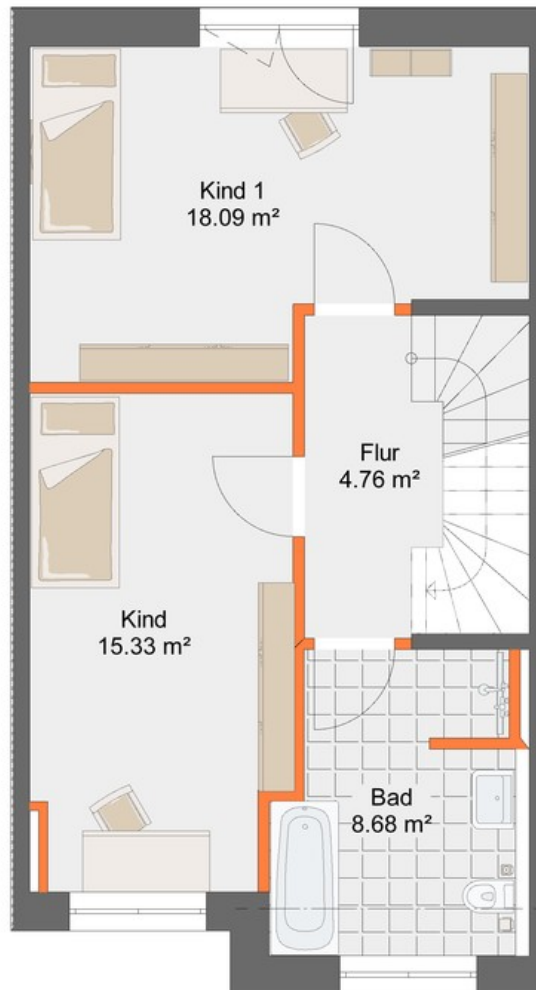 Kind 1
18.09 m²
Flur
4.76 m²
Kind
15.33 m²
Bad
8.68 m²